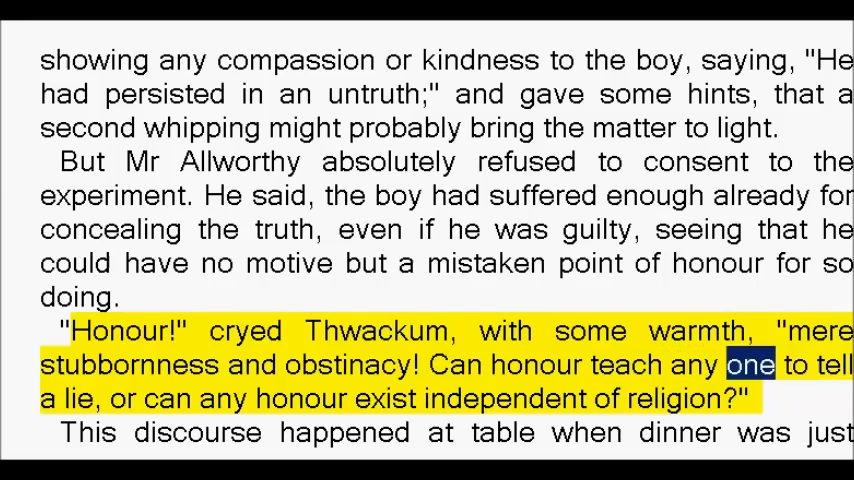 showing any compassion or kindness to the boy, saying, "He
had persisted in an untruth;" and gave some hints, that a
second whipping might probably bring the matter to light.
But Mr Allworthy absolutely refused to consent to the
experiment. He said, the boy had suffered enough already for
concealing the truth, even if he was guilty, seeing that he
could have no motive but a mistaken point of honour for so
doing.
"Honour!" cryed Thwackum, with some warmth, "mere
stubbornness and obstinacy! Can honour teach any one to tell
a lie, or can any honour exist independent of religion?"
This discourse happened at table when dinner was just